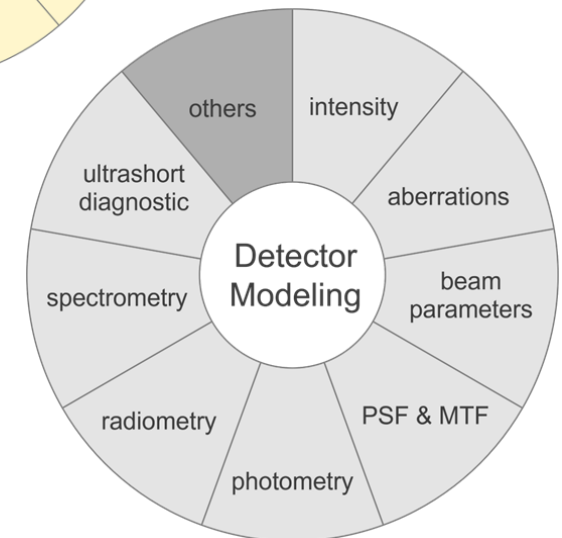 others
intensity
ultrashort
diagnostic
aberrations
Detector
Modeling
beam
parameters
spectrometry
radiometry
PSF & MTF
photometry